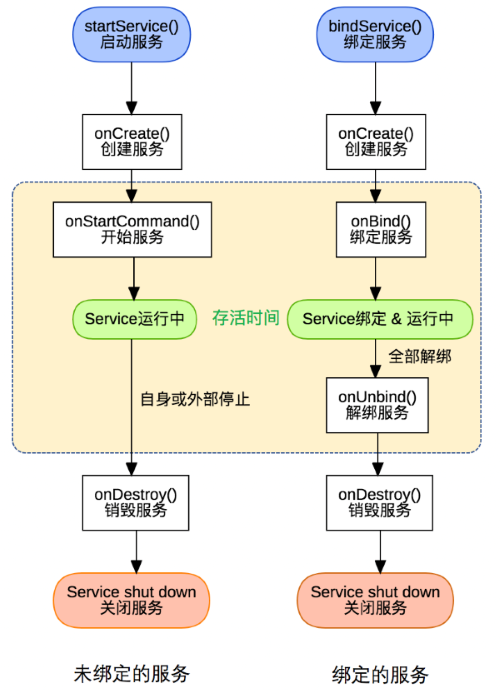 startService()
启动服务
onCreate()
创建服务
onStartCommand()
开始服务
Service运行中
自身或外部停止
onDestroy()
销毁服务
Service shut down
关闭服务
未绑定的服务
存活时间
bindService()
绑定服务
onCreate()
创建服务
onBind()
绑定服务
Service绑定 & 运行中
全部解绑
onUnbind()
解绑服务
onDestroy()
销毁服务
Service shut down
关闭服务
绑定的服务